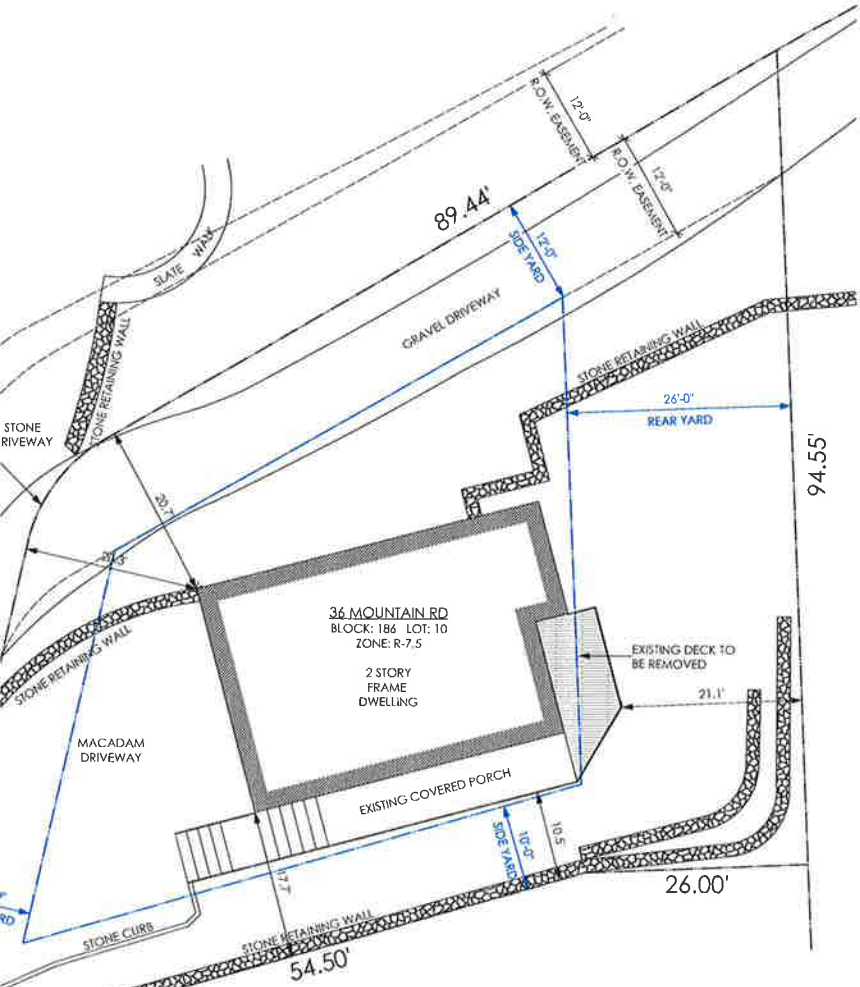 12'-0"
R.O.W. EASEMENT
12'-0"
R.O.W. EASEMENT
89.44'
12'-0"
SIDE YARD
SLATE WALK
GRAVEL DRIVEWAY
TONE RETAINING WALL
STONE RETAINING WALL
STONE
RIVEWAY
26'-0"
REAR YARD
94.55'
20.7'
STONE RETAINING WALL
36 MOUNTAIN RD
BLOCK: 186 LOT: 10
ZONE: R-7.5
2 STORY
FRAME
DWELLING
EXISTING DECK TO
BE REMOVED
21.1'
MACADAM
DRIVEWAY
EXISTING COVERED PORCH
10'-0"
SIDE YARD
10.5'
17.7'
26.00'
RD
STONE CURB
STONE RETAINING WALL
54.50'